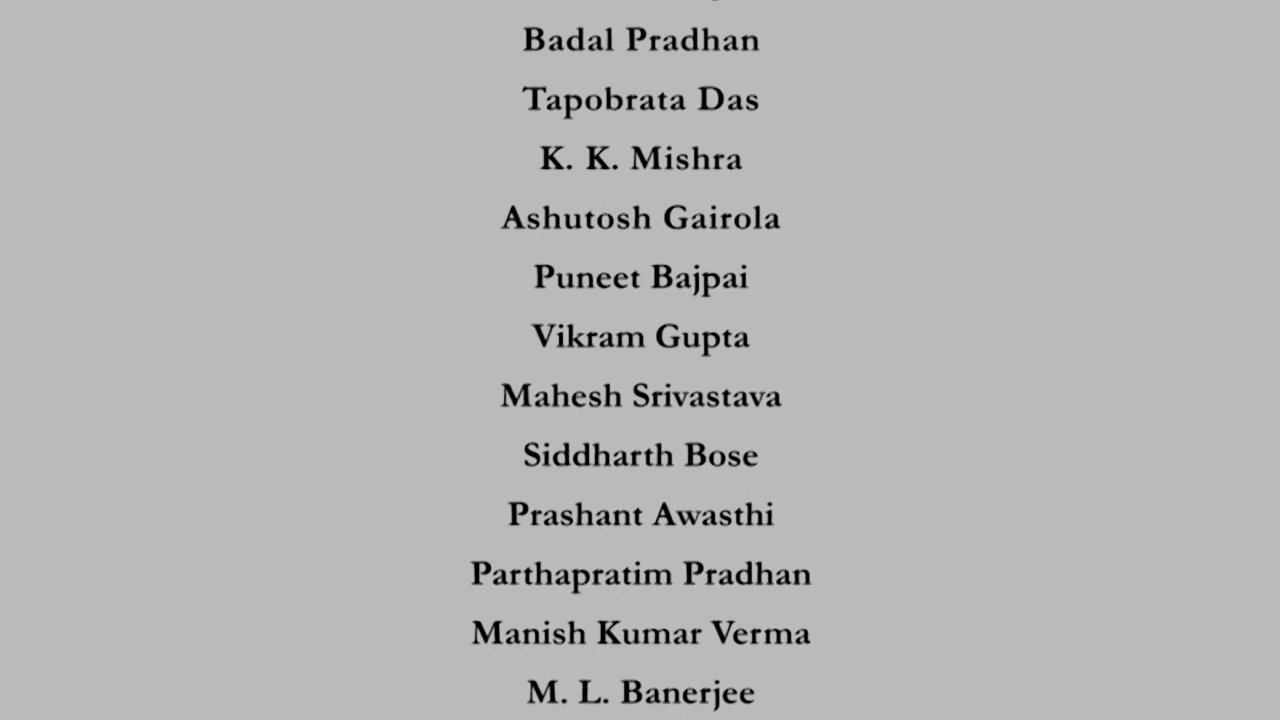 Badal Pradhan
Tapobrata Das
K. K. Mishra
Ashutosh Gairola
Puneet Bajpai
Vikram Gupta
Mahesh Srivastava
Siddharth Bose
Prashant Awasthi
Parthapratim Pradhan
Manish Kumar Verma
M. L. Banerjee